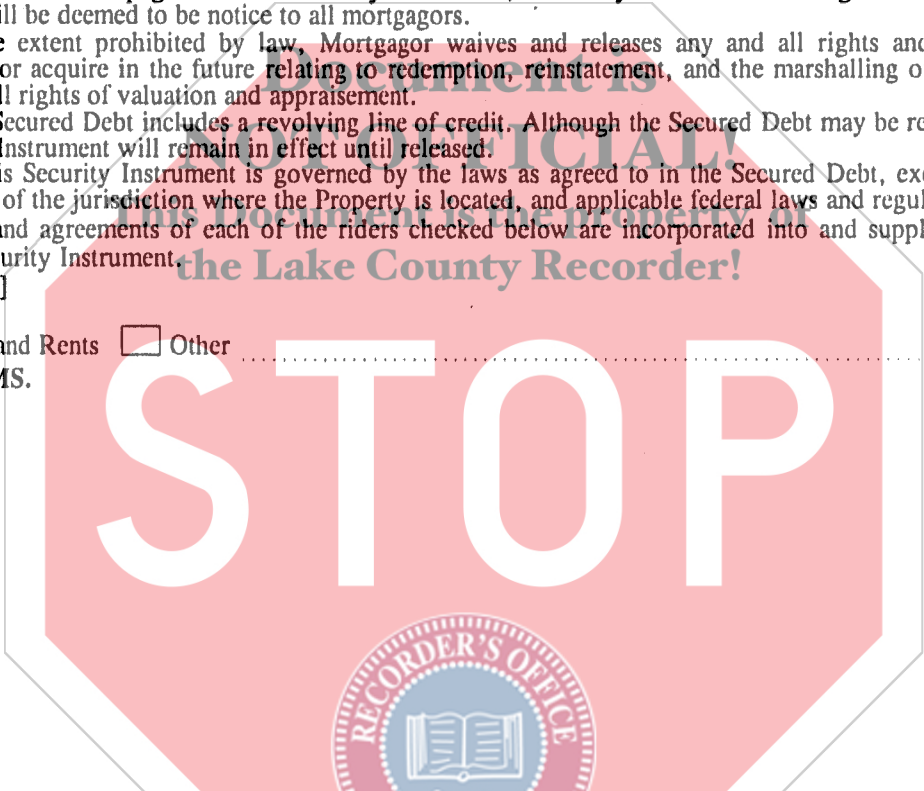 ill be deemed to be notice to all mortgagors.
e extent prohibited by law, Mortgagor waives and releases any and all rights and
or acquire in the future relating to redemption, reinstatement, and the marshalling o
ll rights of valuation and appraisement.
Secured Debt includes a revolving line of credit. Although the Secured Debt may be re
Instrument will remain in effect until released.
is Security Instrument is governed by the laws as agreed to in the Secured Debt, exc
of the jurisdiction where the Property is located, and applicable federal laws and regul
and agreements of each of the riders checked below are incorporated into and suppl
urity Instrument.
]
and Rents Other
MS.
Document is
NOT OFFICIAL!
This Document is the property of
the Lake County Recorder!
STOP
RECORDER'S OFFICE